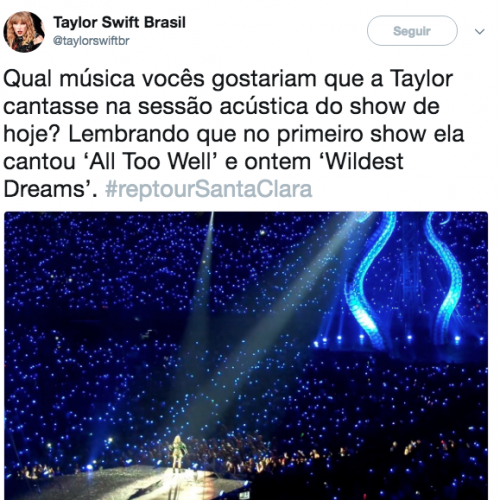 Taylor Swift Brasil
@taylorswiftbr
Seguir
Qual música vocês gostariam que a Taylor
cantasse na sessão acústica do show de
hoje? Lembrando que no primeiro show ela
cantou ‘All Too Well’ e ontem ‘Wildest
Dreams’. #reptourSantaClara